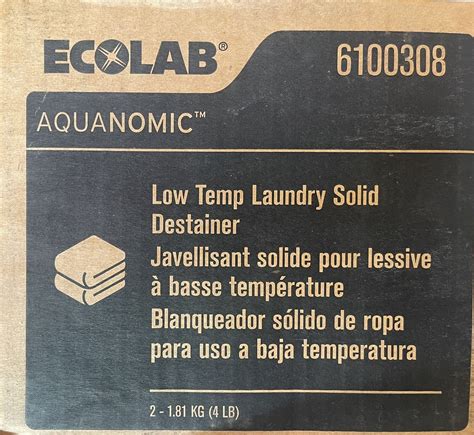 ECOLAB® 6100308
AQUANOMIC™
Low Temp Laundry Solid
Destainer
Javellisant solide pour lessive
à basse température
Blanqueador sólido de ropa
para uso a baja temperatura
2 - 1.81 KG (4 LB)